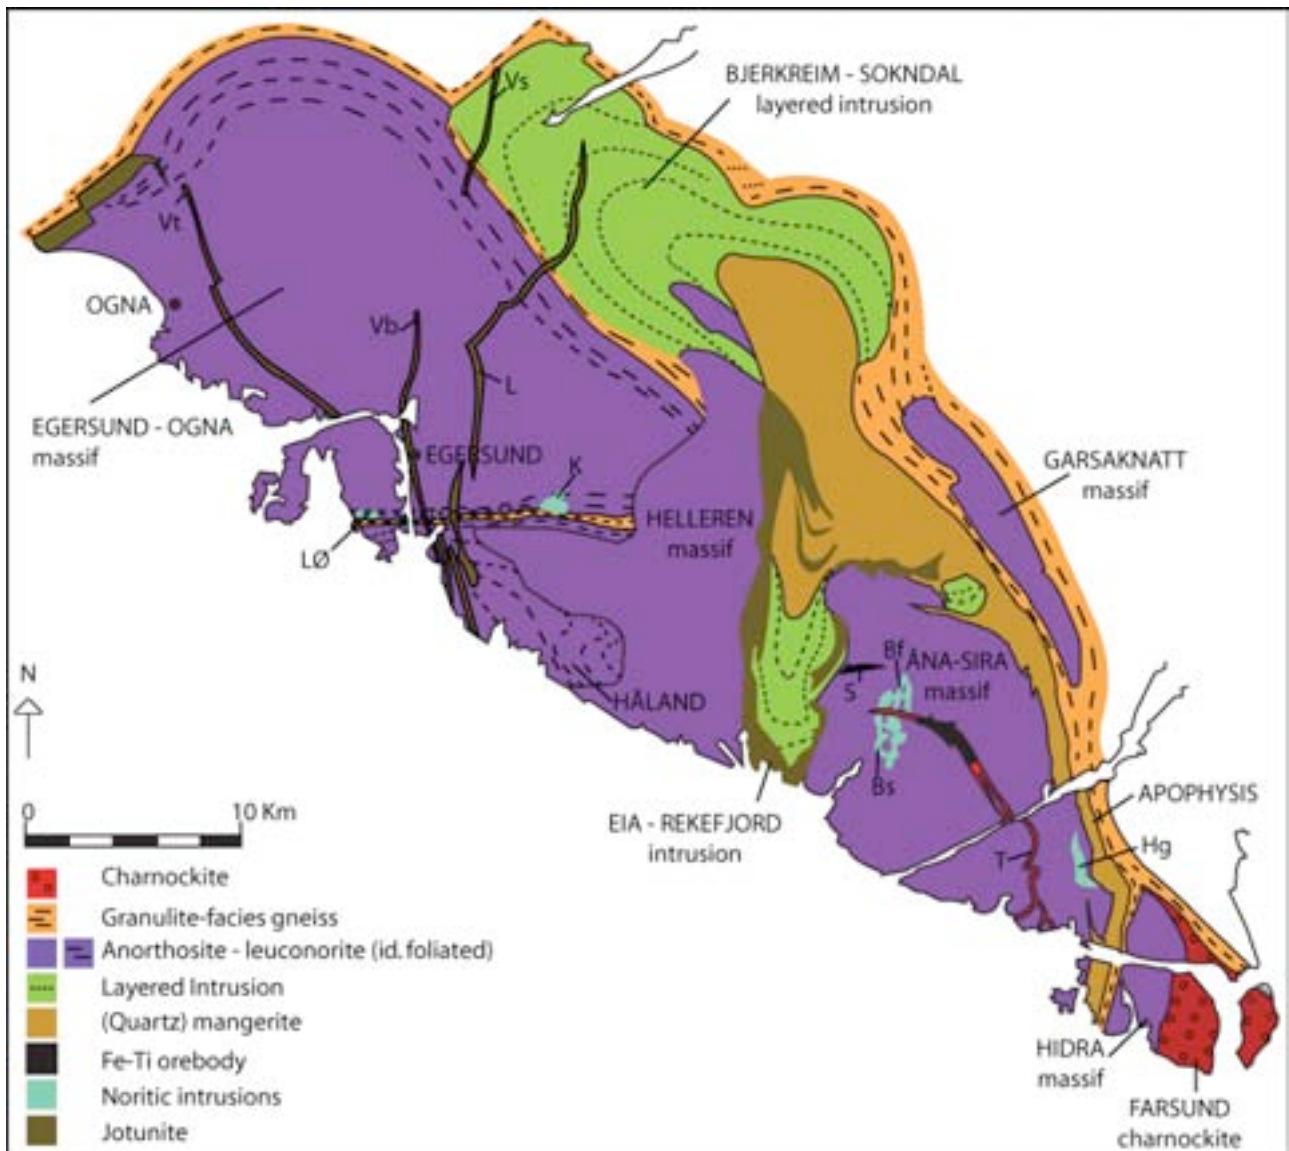 BJERKREIM - SOKNDAL
layered intrusion
Vs
Vt
OGNA
Vb
L
EGERSUND - OGNA
massif
EGERSUND
K
GARSAKNATT
massif
HELLEREN
massif
LØ
N
Bf
ÅNA-SIRA
massif
S
HÅLAND
Bs
0
10 Km
EIA - REKEFJORD
intrusion
APOPHYSIS
Hg
T
Charnockite
Granulite-facies gneiss
Anorthosite - leuconorite (id. foliated)
Layered Intrusion
(Quartz) mangerite
Fe-Ti orebody
Noritic intrusions
Jotunite
HIDRA
massif
FARSUND
charnockite